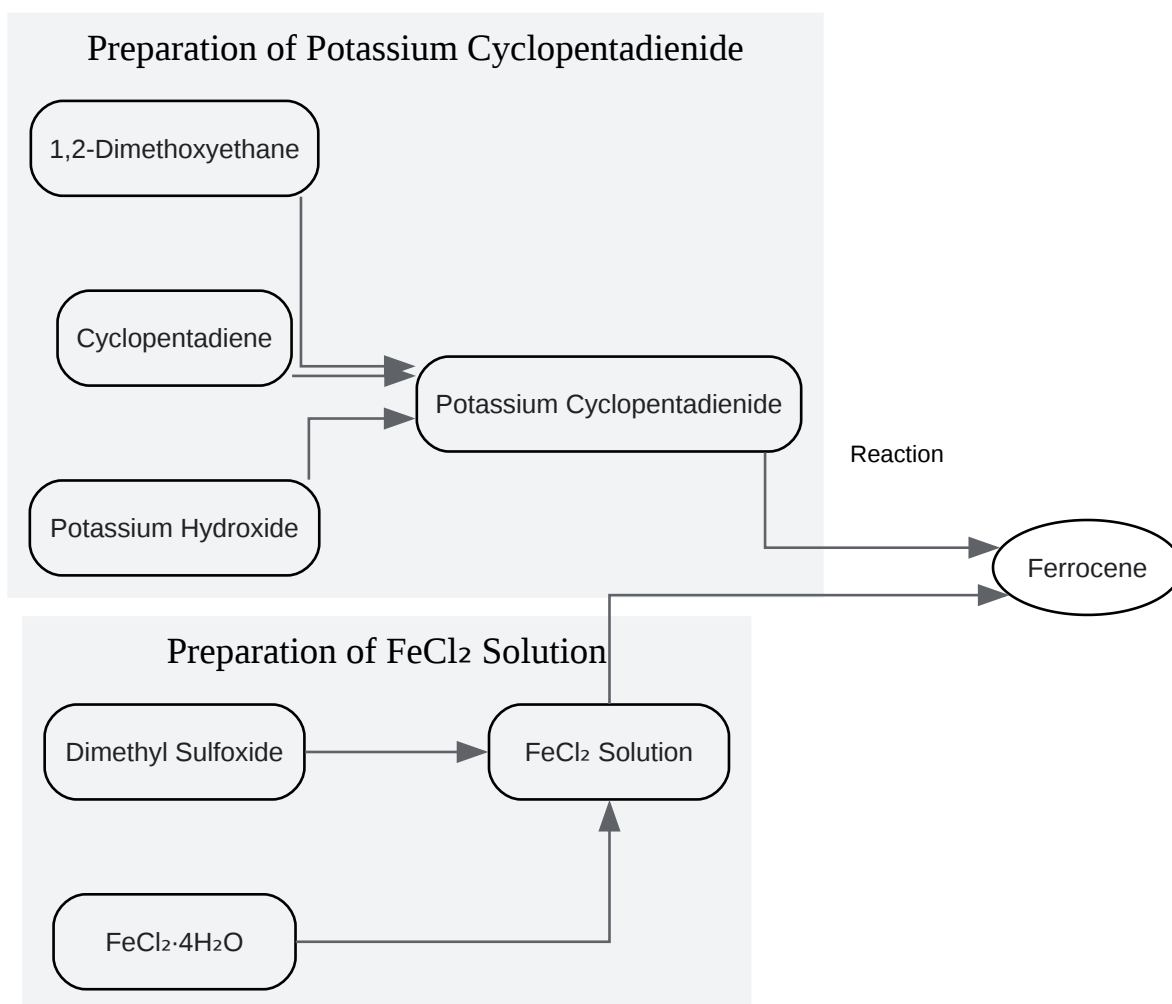 Preparation of Potassium Cyclopentadienide
1,2-Dimethoxyethane
Cyclopentadiene
Potassium Cyclopentadienide
Potassium Hydroxide
Reaction
Ferrocene
Preparation of FeCl₂ Solution
Dimethyl Sulfoxide
FeCl₂ Solution
FeCl₂·4H₂O